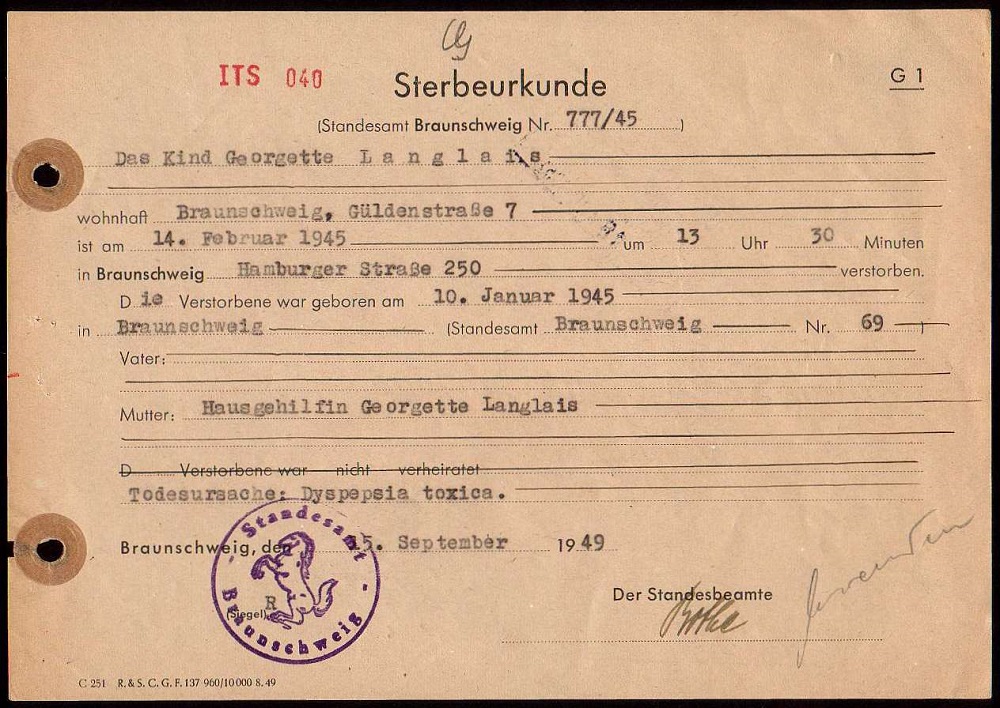 ITS 040
Sterbeurkunde
G 1
(Standesamt Braunschweig Nr. 777/45)
Das Kind Georgette Langlais
wohnhaft Braunschweig, Güldenstraße 7
ist am 14. Februar 1945 um 13 Uhr 30 Minuten
in Braunschweig Hamburger Straße 250 verstorben.
Die Verstorbene war geboren am 10. Januar 1945
in Braunschweig (Standesamt Braunschweig Nr. 69)
Vater:
Mutter: Hausgehilfin Georgette Langlais
D Verstorbene war nicht verheiratet
Todesursache: Dyspepsia toxica.
Braunschweig, den 5. September 1949
Standesamt
Braunschweig
R
(Siegel)
Der Standesbeamte
C 251 R. & S. C. G. F. 137 960/10 000 8. 49